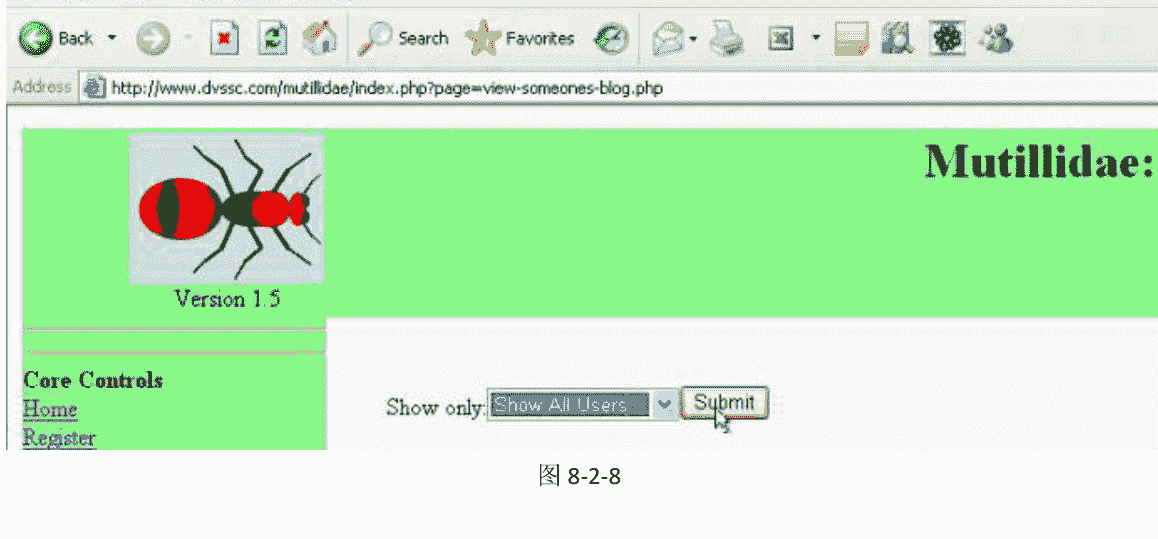 Back Search Favorites
Address http://www.dvssc.com/mutillidae/index.php?page=view-someones-blog.php
Mutillidae:
Version 1.5
Core Controls
Home
Show only: Show All Users Submit
Register
图 8-2-8